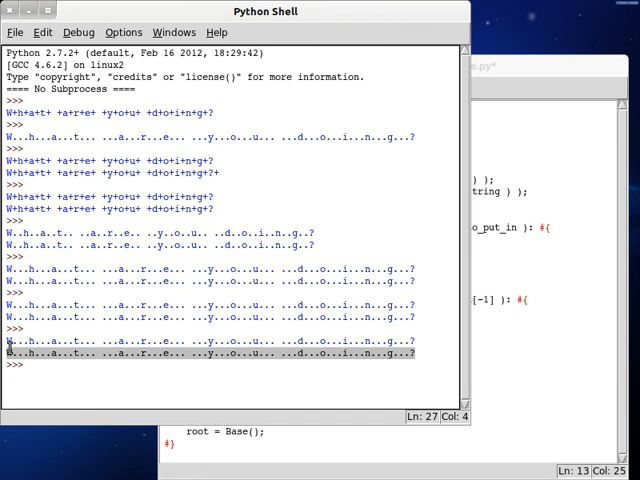 Python Shell
File Edit Debug Options Windows Help
Python 2.7.2+ (default, Feb 16 2012, 18:29:42)
[GCC 4.6.2] on linux2
Type "copyright", "credits" or "license()" for more information.
==== No Subprocess ====
>>>
W+h+a+t+ +a+r+e+ +y+o+u+ +d+o+i+n+g+?
>>>
W...h...a...t... ...a...r...e... ...y...o...u... ...d...o...i...n...g...?
>>>
W+h+a+t+ +a+r+e+ +y+o+u+ +d+o+i+n+g+?
W+h+a+t+ +a+r+e+ +y+o+u+ +d+o+i+n+g+?+
>>>
W+h+a+t+ +a+r+e+ +y+o+u+ +d+o+i+n+g+?
W+h+a+t+ +a+r+e+ +y+o+u+ +d+o+i+n+g+?
>>>
W..h..a..t.. ..a..r..e.. ..y..o..u.. ..d..o..i..n..g..?
W..h..a..t.. ..a..r..e.. ..y..o..u.. ..d..o..i..n..g..?
>>>
W...h...a...t... ...a...r...e... ...y...o...u... ...d...o...i...n...g...?
W...h...a...t... ...a...r...e... ...y...o...u... ...d...o...i...n...g...?
>>>
W...h...a...t... ...a...r...e... ...y...o...u... ...d...o...i...n...g...?
W...h...a...t... ...a...r...e... ...y...o...u... ...d...o...i...n...g...?
>>>
W...h...a...t... ...a...r...e... ...y...o...u... ...d...o...i...n...g...?
W...h...a...t... ...a...r...e... ...y...o...u... ...d...o...i...n...g...?
>>>
Ln: 27 Col: 4
e.py*
) );
tring ) );
o_put_in ): #{
[-1] ): #{
root = Base();
#}
Ln: 13 Col: 25